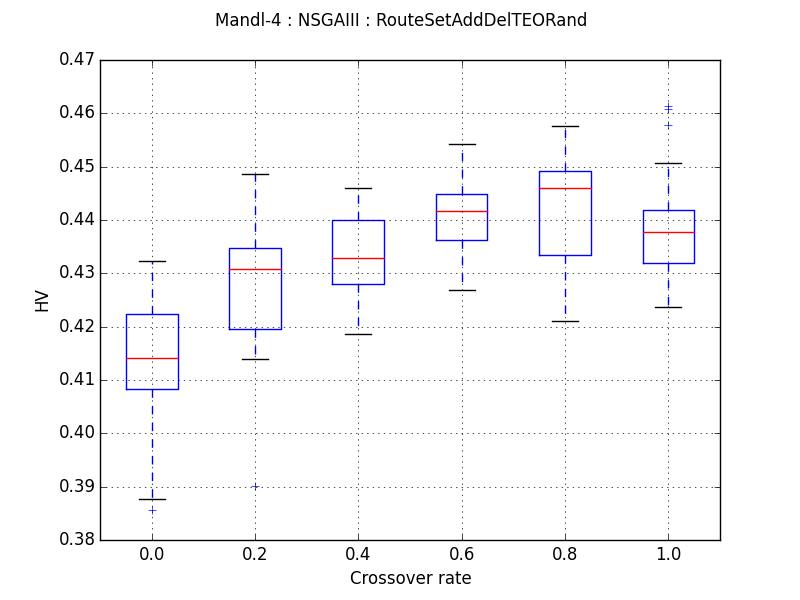 Mandl-4 : NSGAIII : RouteSetAddDelTEORand
0.47
0.46
0.45
0.44
0.43
0.42
0.41
0.40
0.39
0.38
HV
0.0 0.2 0.4 0.6 0.8 1.0
Crossover rate